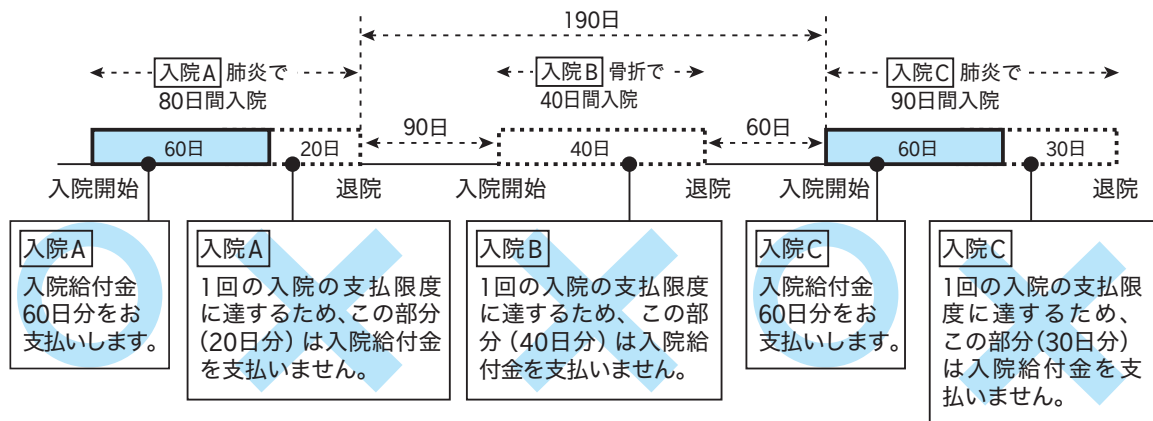 190日
入院A 肺炎で
80日間入院
入院B 骨折で
40日間入院
入院C 肺炎で
90日間入院
90日
60日
60日
20日
40日
60日
30日
入院開始
退院
入院開始
退院
入院開始
退院
入院A
入院給付金
60日分をお
支払いします。
入院A
1回の入院の支払限度
に達するため、この部分
(20日分)は入院給付金
を支払いません。
入院B
1回の入院の支払限度
に達するため、この部
分(40日分)は入院給
付金を支払いません。
入院C
入院給付金
60日分をお
支払いします。
入院C
1回の入院の支払限
度に達するため、
この部分(30日分)
は入院給付金を支
払いません。